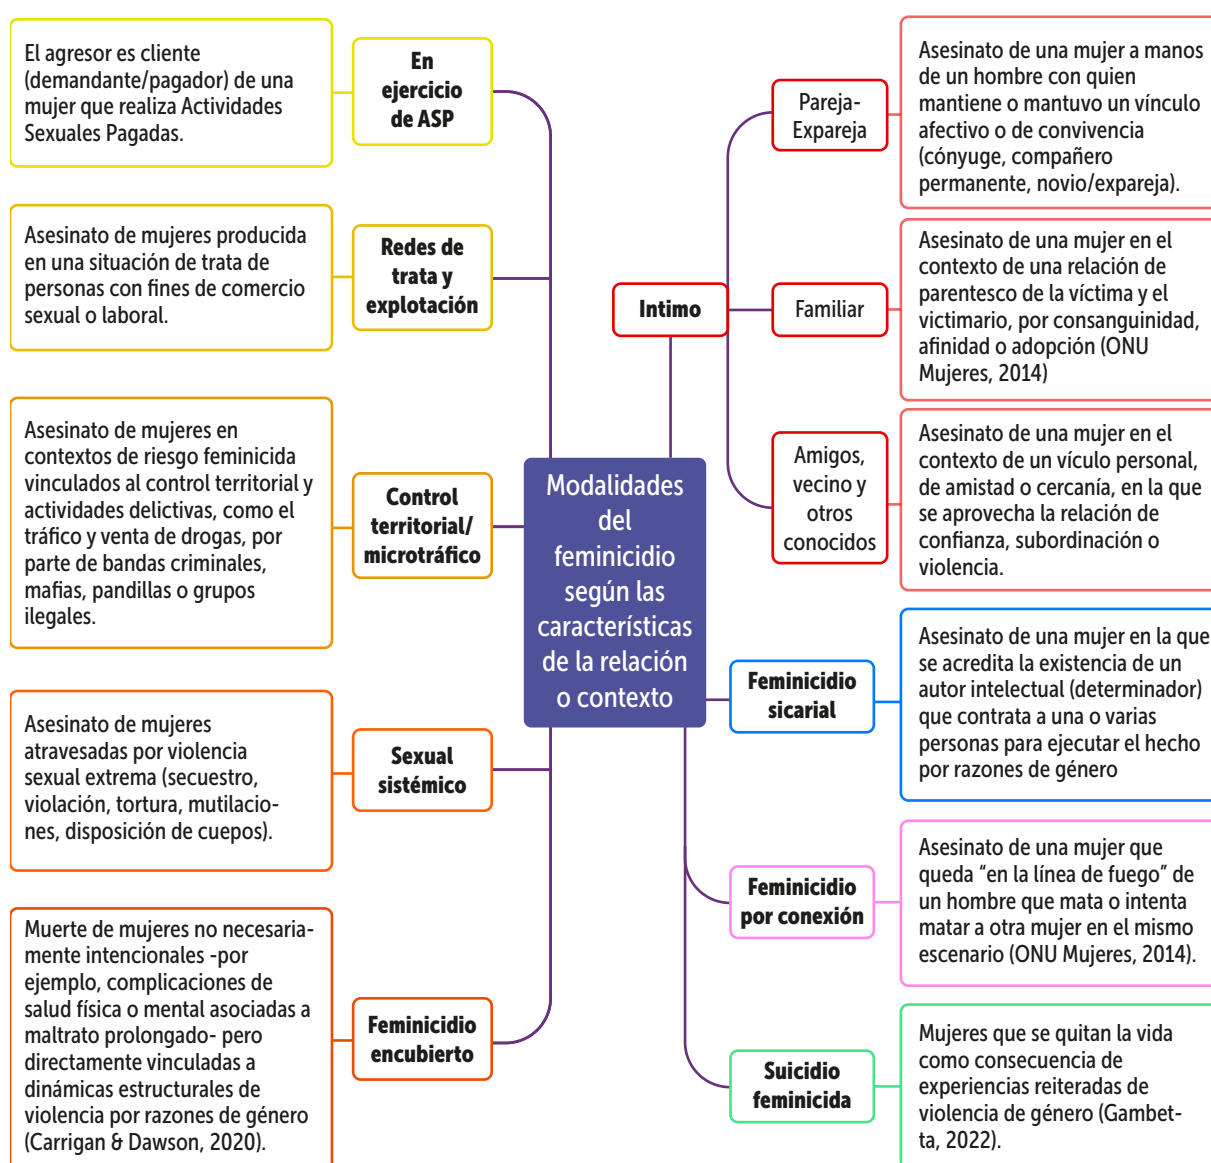 El agresor es cliente
(demandante/pagador) de una
mujer que realiza Actividades
Sexuales Pagadas.
En
ejercicio
de ASP
Asesinato de mujeres producida
en una situación de trata de
personas con fines de comercio
sexual o laboral.
Redes de
trata y
explotación
Asesinato de mujeres en
contextos de riesgo feminicida
vinculados al control territorial y
actividades delictivas, como el
tráfico y venta de drogas, por
parte de bandas criminales,
mafias, pandillas o grupos
ilegales.
Control
territorial/
microtráfico
Asesinato de mujeres
atravesadas por violencia
sexual extrema (secuestro,
violación, tortura, mutilacio-
nes, disposición de cuepos).
Sexual
sistémico
Muerte de mujeres no necesaria-
mente intencionales -por
ejemplo, complicaciones de
salud física o mental asociadas a
maltrato prolongado- pero
directamente vinculadas a
dinámicas estructurales de
violencia por razones de género
(Carrigan & Dawson, 2020).
Feminicidio
encubierto
Modalidades
del
feminicidio
según las
características
de la relación
o contexto
Intimo
Pareja-
Expareja
Asesinato de una mujer a manos
de un hombre con quien
mantiene o mantuvo un vínculo
afectivo o de convivencia
(cónyuge, compañero
permanente, novio/expareja).
Familiar
Asesinato de una mujer en el
contexto de una relación de
parentesco de la víctima y el
victimario, por consanguinidad,
afinidad o adopción (ONU
Mujeres, 2014)
Amigos,
vecino y
otros
conocidos
Asesinato de una mujer en el
contexto de un vículo personal,
de amistad o cercanía, en la que
se aprovecha la relación de
confianza, subordinación o
violencia.
Feminicidio
sicarial
Asesinato de una mujer en la que
se acredita la existencia de un
autor intelectual (determinador)
que contrata a una o varias
personas para ejecutar el hecho
por razones de género
Feminicidio
por conexión
Asesinato de una mujer que
queda “en la línea de fuego” de
un hombre que mata o intenta
matar a otra mujer en el mismo
escenario (ONU Mujeres, 2014).
Suicidio
feminicida
Mujeres que se quitan la vida
como consecuencia de
experiencias reiteradas de
violencia de género (Gambet-
ta, 2022).